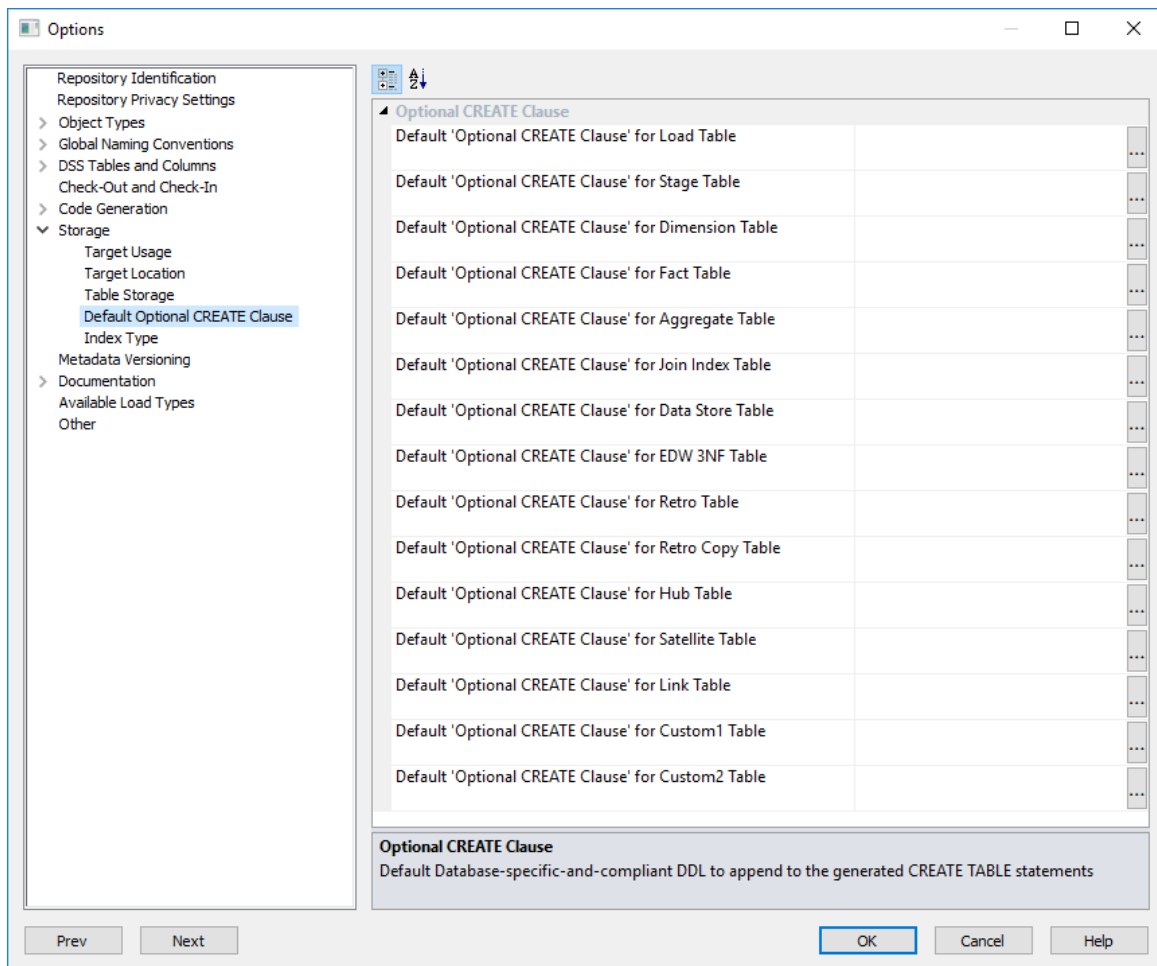 Options
Repository Identification
Repository Privacy Settings
Object Types
Global Naming Conventions
DSS Tables and Columns
Check-Out and Check-In
Code Generation
Storage
Target Usage
Target Location
Table Storage
Default Optional CREATE Clause
Index Type
Metadata Versioning
Documentation
Available Load Types
Other
Optional CREATE Clause
Default 'Optional CREATE Clause' for Load Table
...
Default 'Optional CREATE Clause' for Stage Table
...
Default 'Optional CREATE Clause' for Dimension Table
...
Default 'Optional CREATE Clause' for Fact Table
...
Default 'Optional CREATE Clause' for Aggregate Table
...
Default 'Optional CREATE Clause' for Join Index Table
...
Default 'Optional CREATE Clause' for Data Store Table
...
Default 'Optional CREATE Clause' for EDW 3NF Table
...
Default 'Optional CREATE Clause' for Retro Table
...
Default 'Optional CREATE Clause' for Retro Copy Table
...
Default 'Optional CREATE Clause' for Hub Table
...
Default 'Optional CREATE Clause' for Satellite Table
...
Default 'Optional CREATE Clause' for Link Table
...
Default 'Optional CREATE Clause' for Custom1 Table
...
Default 'Optional CREATE Clause' for Custom2 Table
...
Optional CREATE Clause
Default Database-specific-and-compliant DDL to append to the generated CREATE TABLE statements
Prev
Next
OK
Cancel
Help